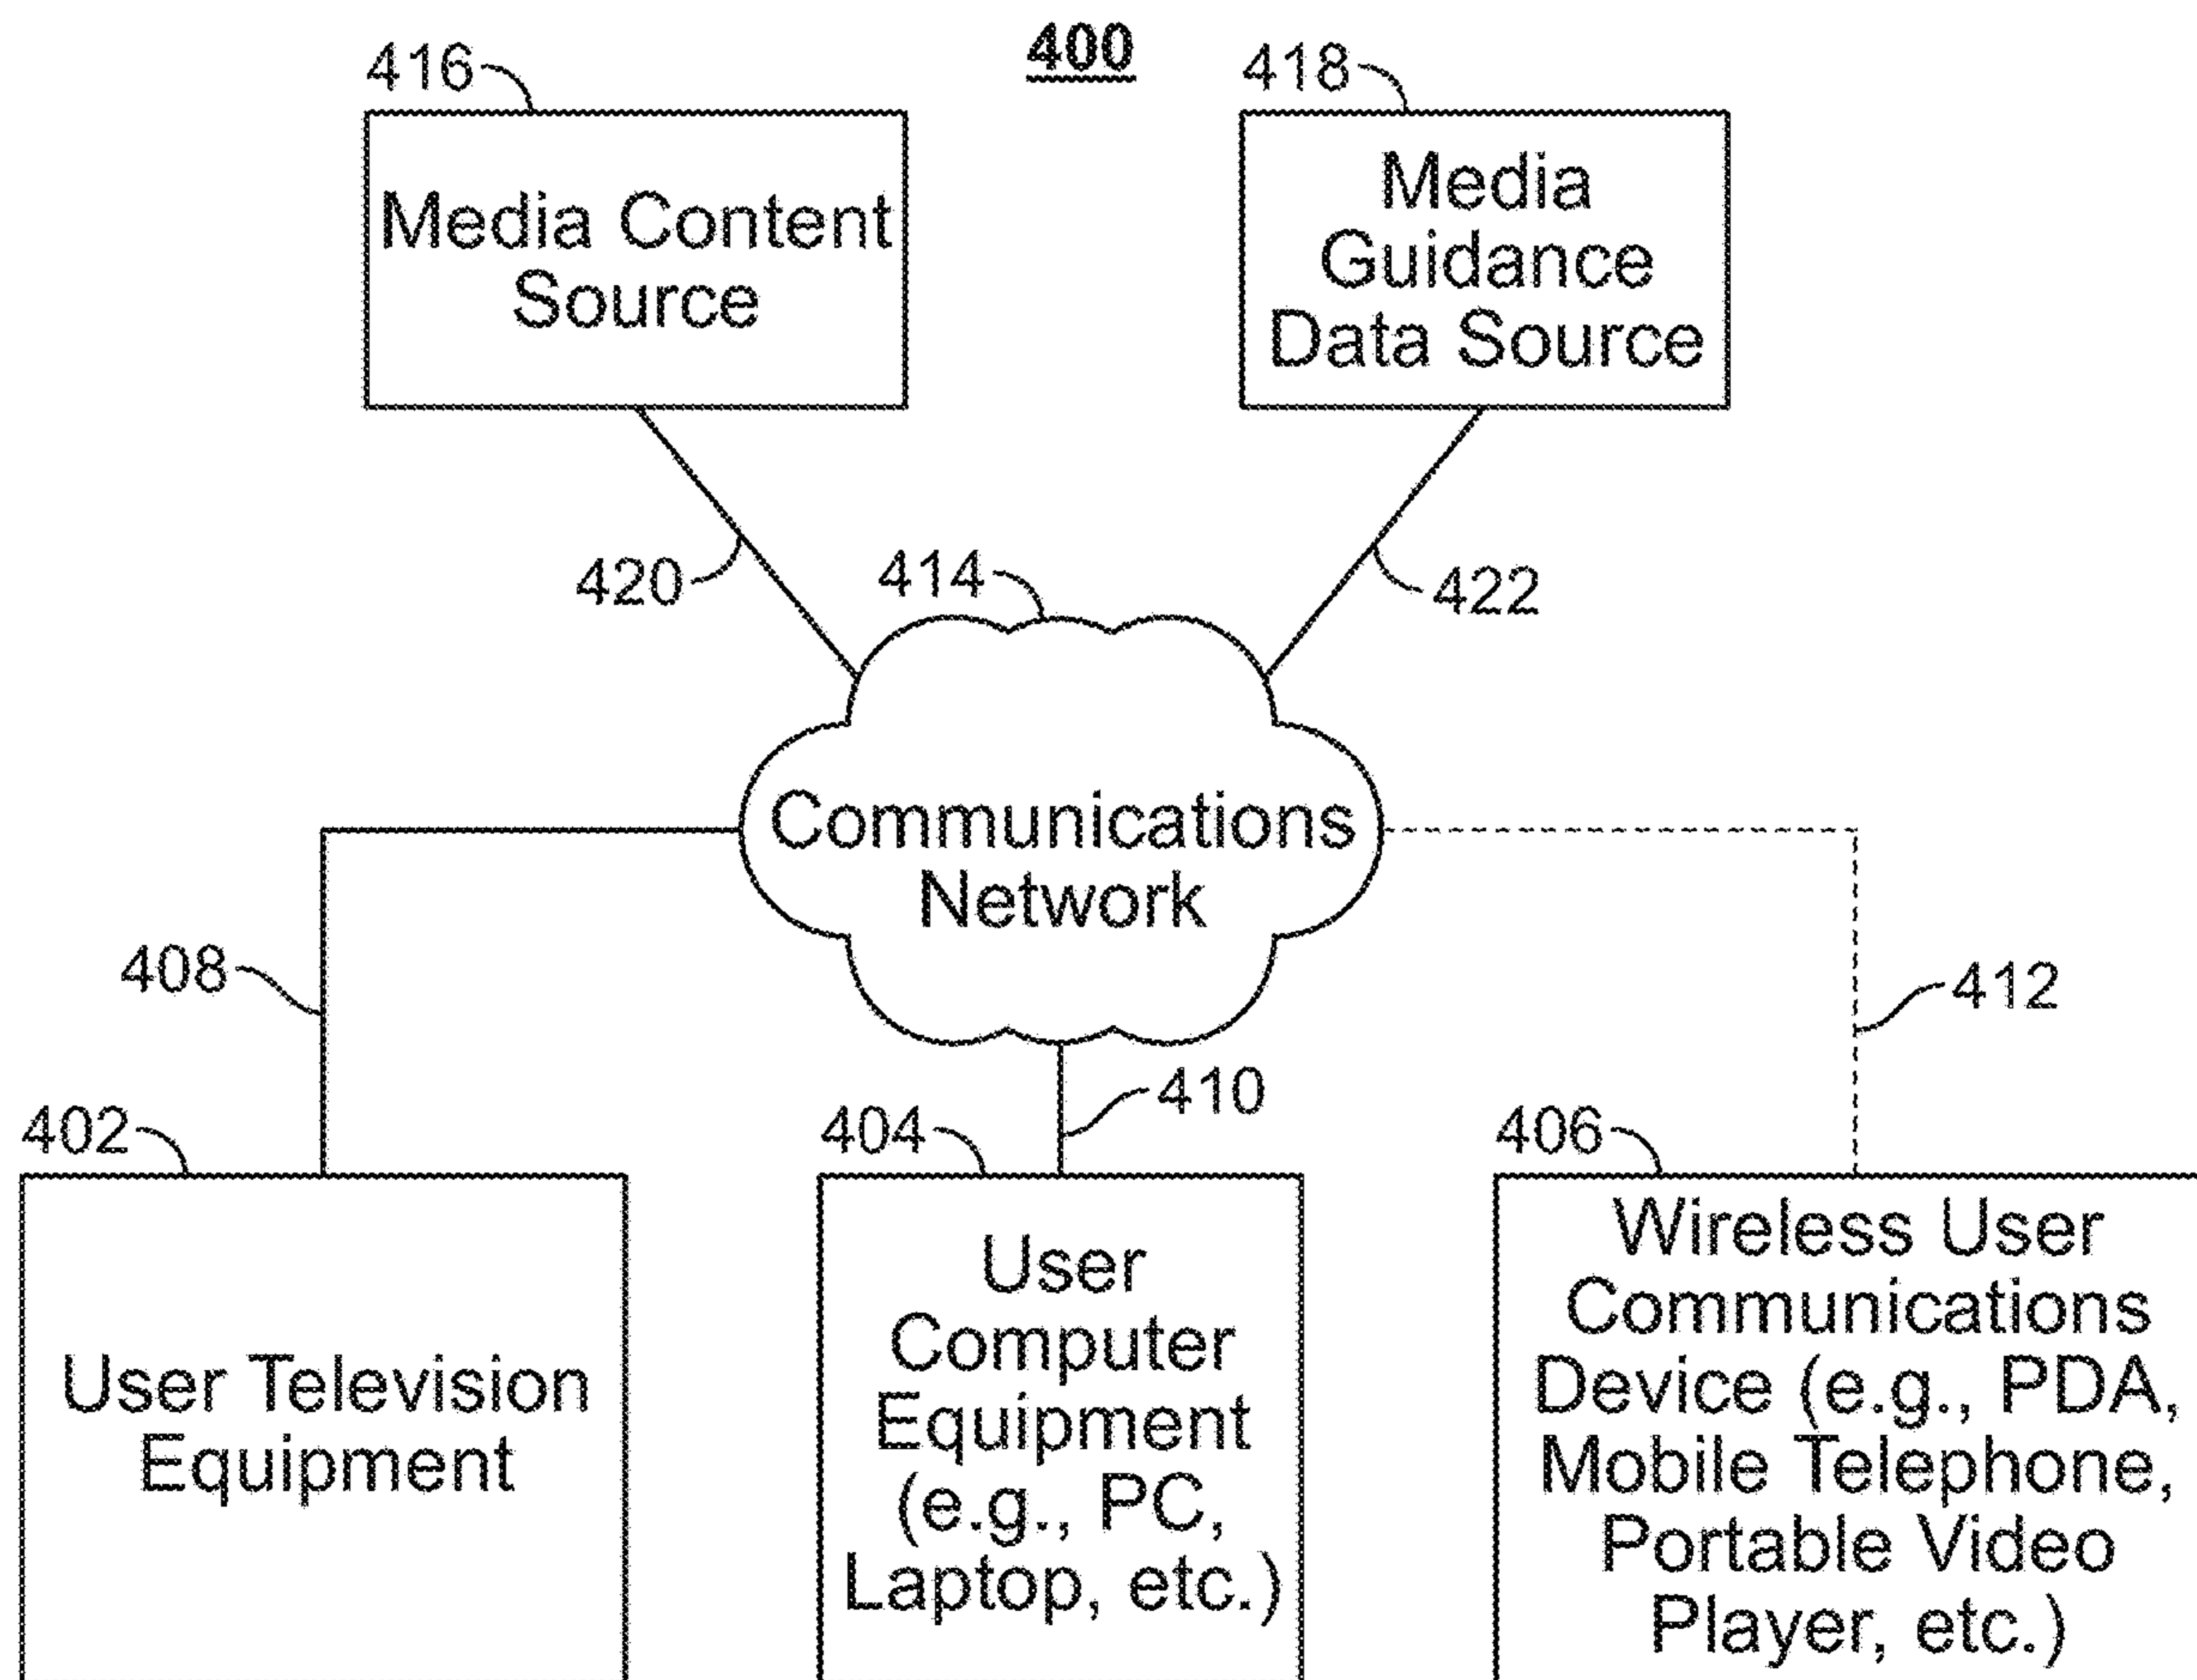 400
416
418
Media Content
Source
Media
Guidance
Data Source
420
414
422
Communications
Network
408
412
410
402
404
406
User Television
Equipment
User
Computer
Equipment
(e.g., PC,
Laptop, etc.)
Wireless User
Communications
Device (e.g., PDA,
Mobile Telephone,
Portable Video
Player, etc.)